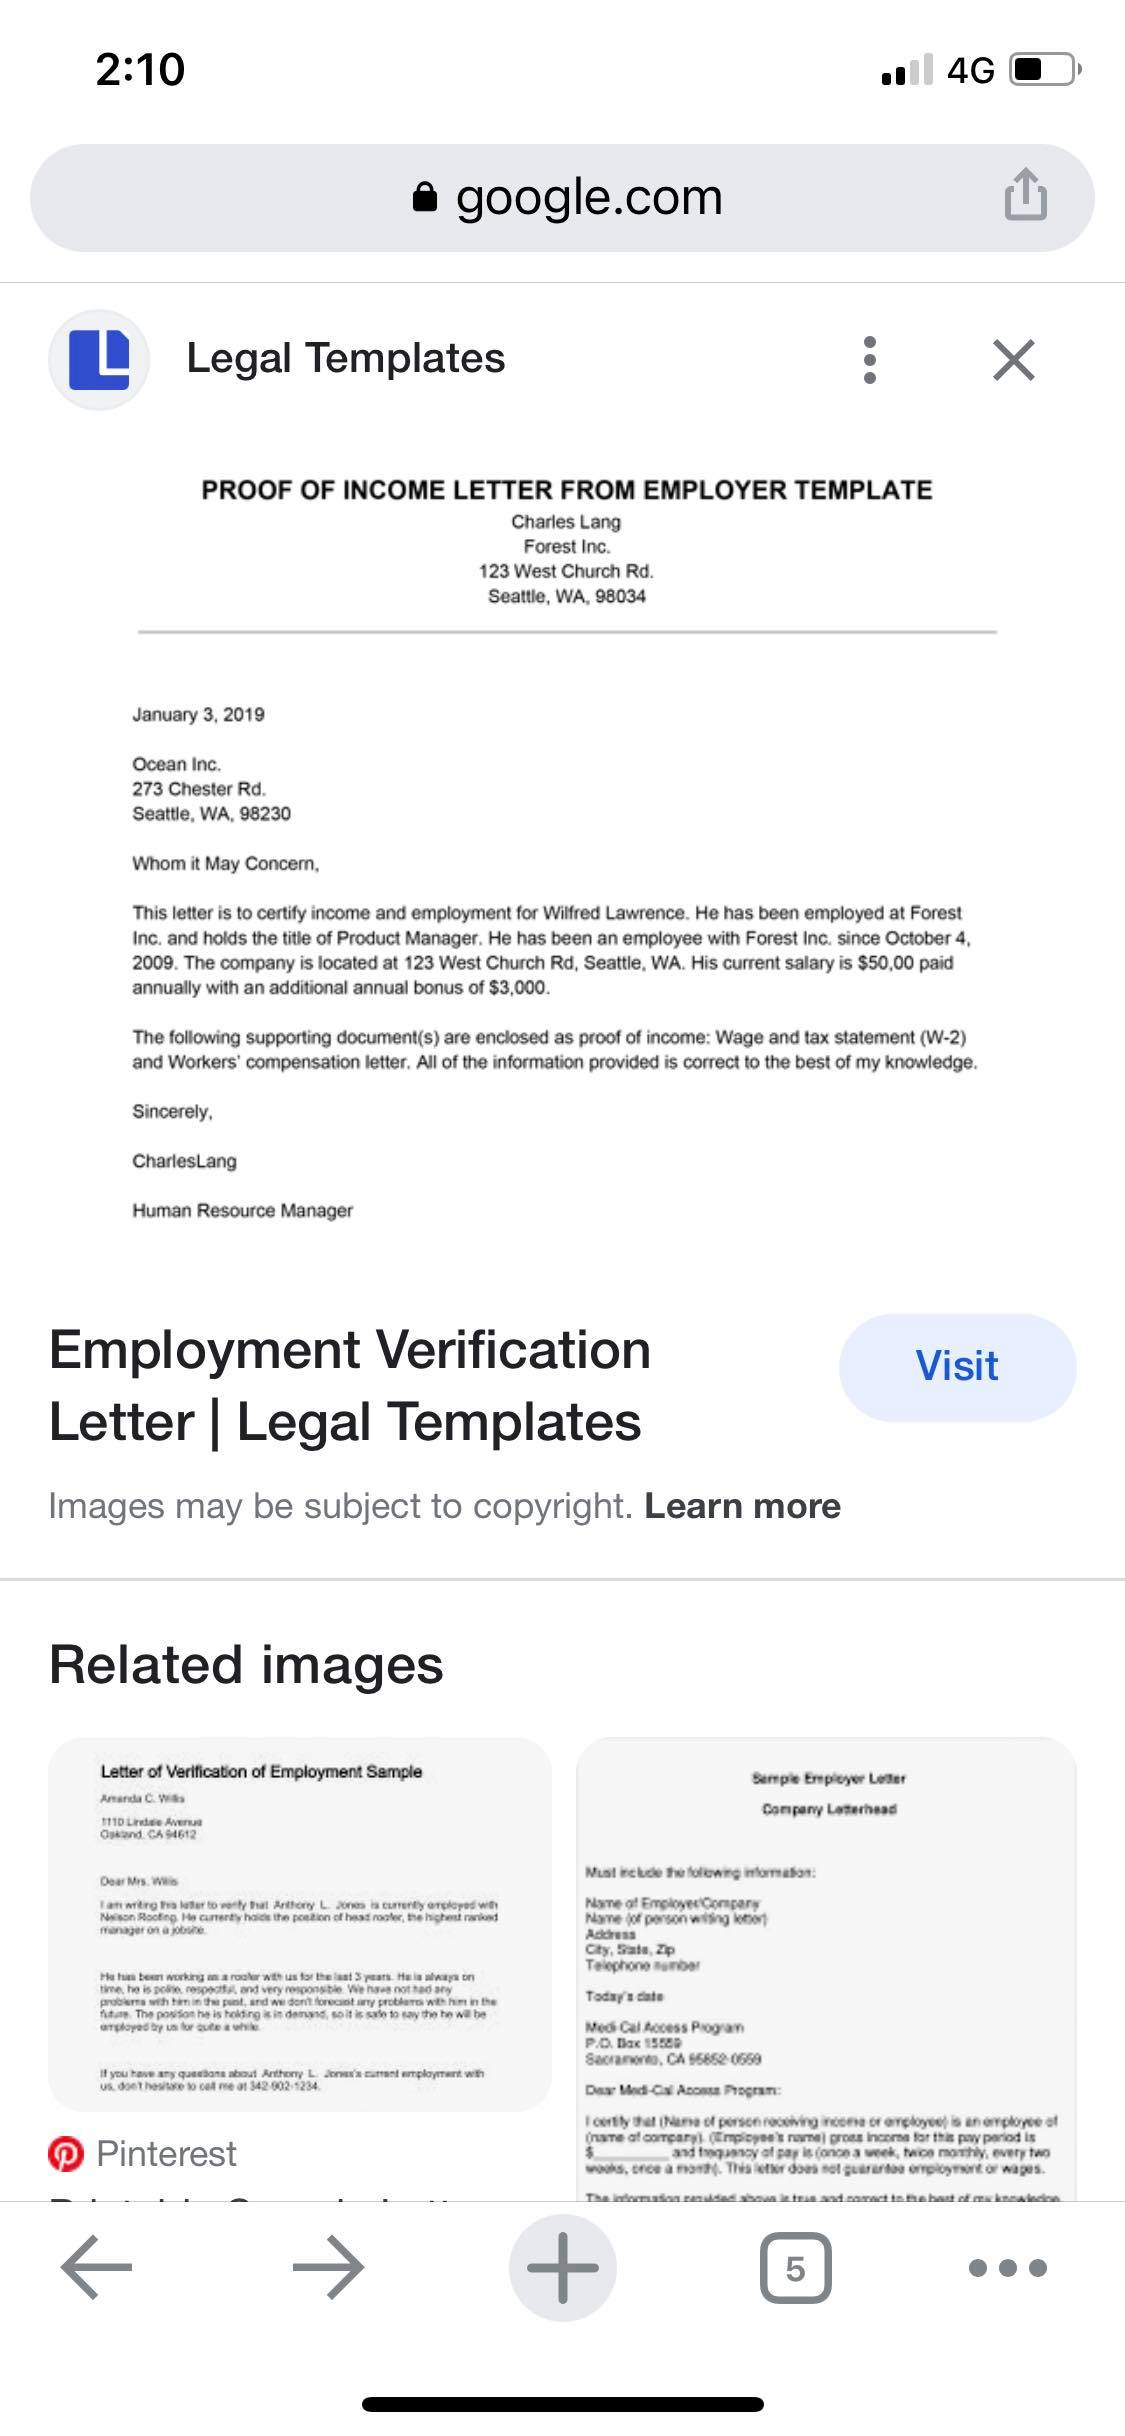 2:10
4G
google.com
Legal Templates
PROOF OF INCOME LETTER FROM EMPLOYER TEMPLATE
Charles Lang
Forest Inc.
123 West Church Rd.
Seattle, WA, 98034
January 3, 2019
Ocean Inc.
273 Chester Rd.
Seattle, WA, 98230
Whom it May Concern,
This letter is to certify income and employment for Wilfred Lawrence. He has been employed at Forest
Inc. and holds the title of Product Manager. He has been an employee with Forest Inc. since October 4,
2009. The company is located at 123 West Church Rd, Seattle, WA. His current salary is $50,00 paid
annually with an additional annual bonus of $3,000.
The following supporting document(s) are enclosed as proof of income: Wage and tax statement (W-2)
and Workers' compensation letter. All of the information provided is correct to the best of my knowledge.
Sincerely,
CharlesLang
Human Resource Manager
Employment Verification
Letter | Legal Templates
Visit
Images may be subject to copyright. Learn more
Related images
Letter of Verification of Employment Sample
Amanda C. Willis
1110 Lindale Avenue
Oakland, CA 94612
Dear Mrs. Willis
I am writing this letter to verify that Anthony L. Jones is currently employed with
Nelson Roofing. He currently holds the position of head roofer, the highest ranked
manager on a jobsite.
He has been working as a roofer with us for the last 3 years. He is always on
time, he is polite, respectful, and very responsible. We have not had any
problems with him in the past, and we don't forecast any problems with him in the
future. The position he is holding is in demand, so it is safe to say the he will be
employed by us for quite a while.
If you have any questions about Anthony L. Jones's current employment with
us, don't hesitate to call me at 342-902-1234.
Pinterest
Sample Employer Letter
Company Letterhead
Must include the following information:
Name of Employer/Company
Name (of person writing letter)
Address
City, State, Zip
Telephone number
Today's date
Medi-Cal Access Program
P.O. Box 15559
Sacramento, CA 95852-0559
Dear Medi-Cal Access Program:
I certify that (Name of person receiving income or employee) is an employee of
(name of company). (Employee's name) gross income for this pay period is
$__________ and frequency of pay is (once a week, twice monthly, every two
weeks, once a month). This letter does not guarantee employment or wages.
The information provided above is true and correct to the best of my knowledge
5